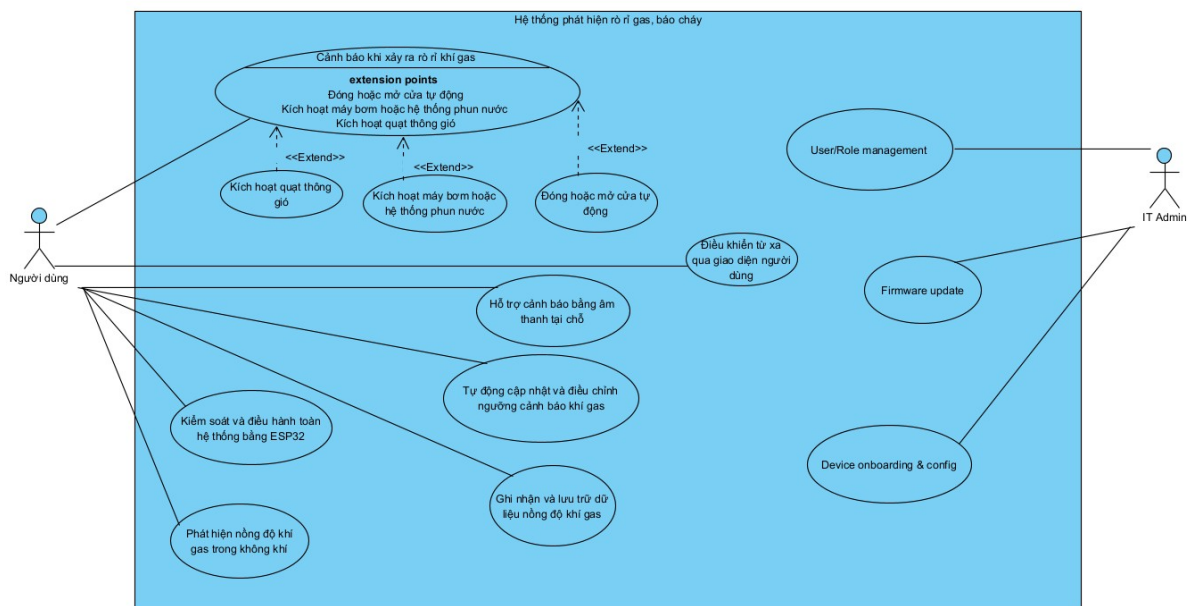 Hệ thống phát hiện rò rỉ gas, báo cháy
Cảnh báo khi xảy ra rò rỉ khí gas
extension points
Đóng hoặc mở cửa tự động
Kích hoạt máy bơm hoặc hệ thống phun nước
Kích hoạt quạt thông gió
<<Extend>>
<<Extend>>
<<Extend>>
Kích hoạt quạt thông
gió
Kích hoạt máy bơm hoặc
hệ thống phun nước
Đóng hoặc mở cửa tự
động
User/Role management
IT Admin
Người dùng
Điều khiển từ xa
qua giao diện người
dùng
Firmware update
Hỗ trợ cảnh báo bằng âm
thanh tại chỗ
Tự động cập nhật và điều chỉnh
ngưỡng cảnh báo khí gas
Kiểm soát và điều hành toàn
hệ thống bằng ESP32
Device onboarding & config
Ghi nhận và lưu trữ dữ
liệu nồng độ khí gas
Phát hiện nồng độ khí
gas trong không khí